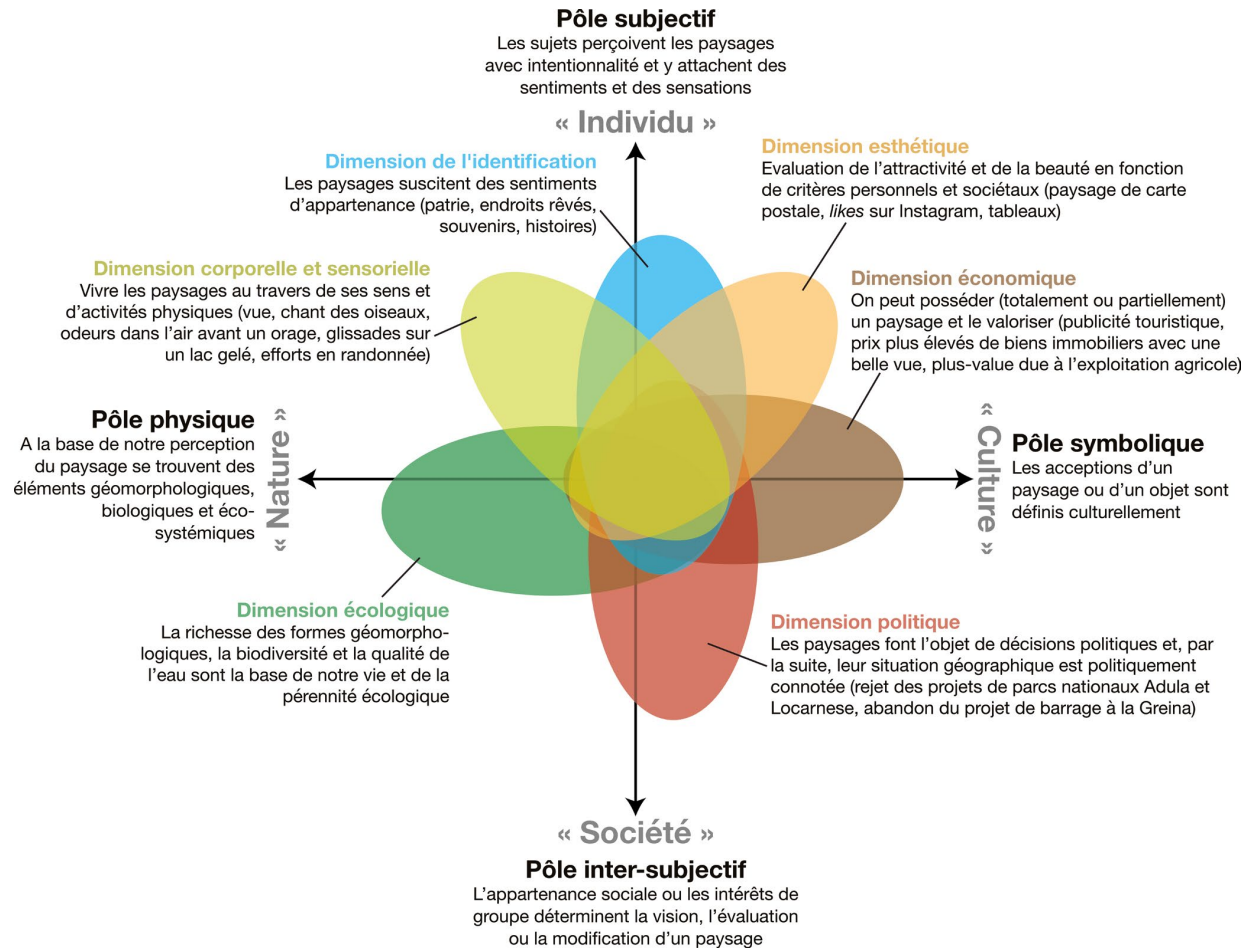 Pôle subjectif
Les sujets perçoivent les paysages
avec intentionnalité et y attachent des
sentiments et des sensations
« Individu »
Dimension de l'identification
Les paysages suscitent des sentiments
d’appartenance (patrie, endroits rêvés,
souvenirs, histoires)
Dimension esthétique
Evaluation de l’attractivité et de la beauté en fonction
de critères personnels et sociétaux (paysage de carte
postale, likes sur Instagram, tableaux)
Dimension corporelle et sensorielle
Vivre les paysages au travers de ses sens et
d’activités physiques (vue, chant des oiseaux,
odeurs dans l’air avant un orage, glissades sur
un lac gelé, efforts en randonnée)
Dimension économique
On peut posséder (totalement ou partiellement)
un paysage et le valoriser (publicité touristique,
prix plus élevés de biens immobiliers avec une
belle vue, plus-value due à l’exploitation agricole)
Pôle physique
A la base de notre perception
du paysage se trouvent des
éléments géomorphologiques,
biologiques et éco-
systémiques
« Nature »
« Culture »
Pôle symbolique
Les acceptions d’un
paysage ou d’un objet sont
définis culturellement
Dimension écologique
La richesse des formes géomorpho-
logiques, la biodiversité et la qualité de
l’eau sont la base de notre vie et de la
pérennité écologique
Dimension politique
Les paysages font l’objet de décisions politiques et, par
la suite, leur situation géographique est politiquement
connotée (rejet des projets de parcs nationaux Adula et
Locarnese, abandon du projet de barrage à la Greina)
« Société »
Pôle inter-subjectif
L’appartenance sociale ou les intérêts de
groupe déterminent la vision, l’évaluation
ou la modification d’un paysage